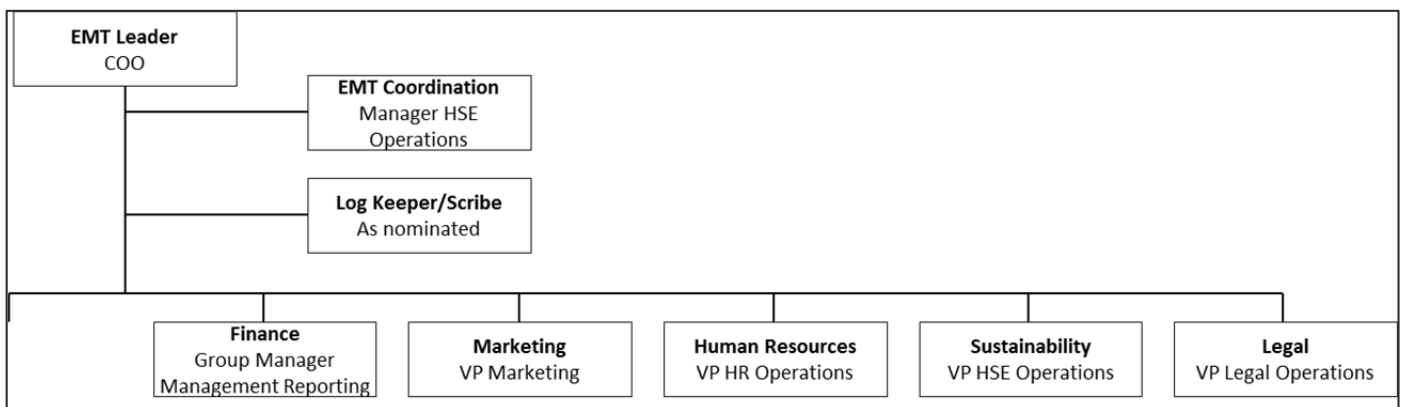 EMT Leader
COO
EMT Coordination
Manager HSE
Operations
Log Keeper/Scribe
As nominated
Finance
Group Manager
Management Reporting
Marketing
VP Marketing
Human Resources
VP HR Operations
Sustainability
VP HSE Operations
Legal
VP Legal Operations